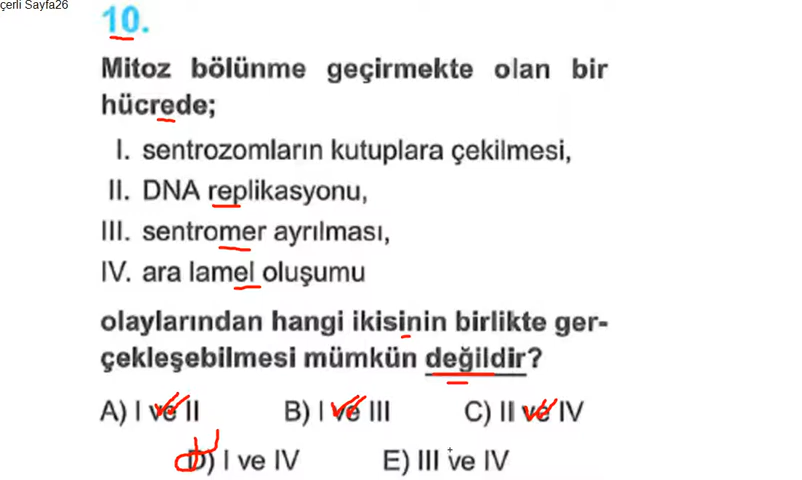 çerli Sayfa26
10.
Mitoz bölünme geçirmekte olan bir
hücrede;
I. sentrozomların kutuplara çekilmesi,
II. DNA replikasyonu,
III. sentromer ayrılması,
IV. ara lamel oluşumu
olaylarından hangi ikisinin birlikte ger-
çekleşebilmesi mümkün değildir?
A) I ve II B) I ve III C) II ve IV
D) I ve IV E) III ve IV